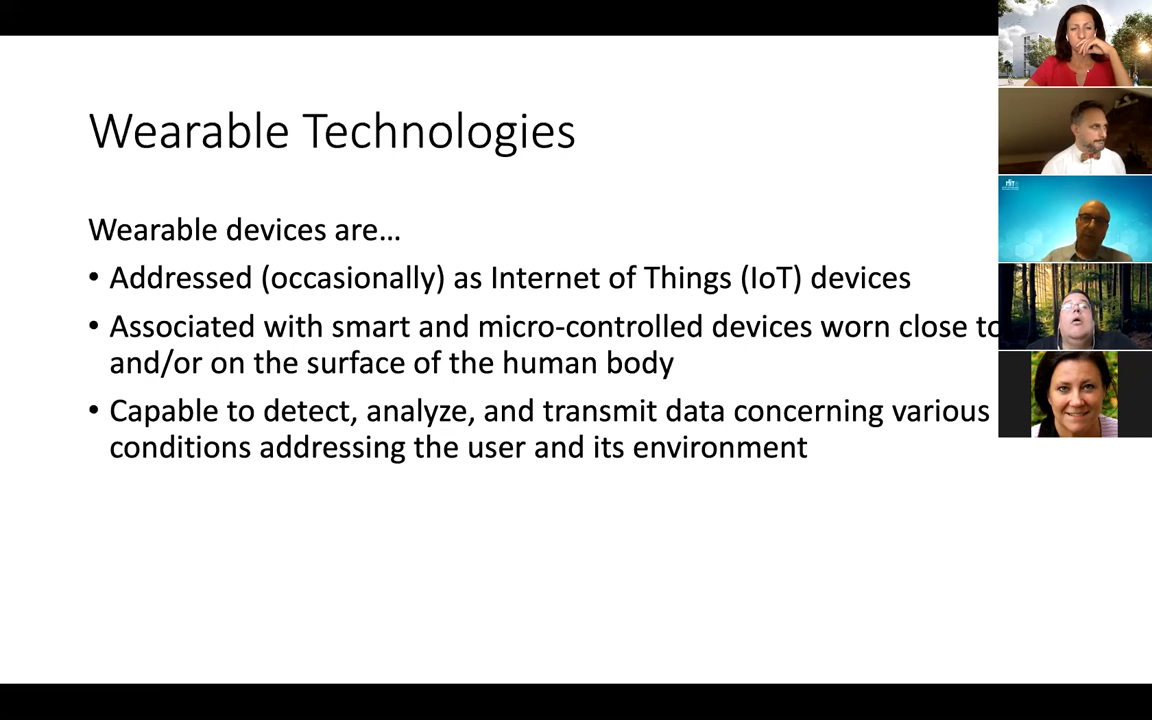 Wearable Technologies
Wearable devices are…
• Addressed (occasionally) as Internet of Things (IoT) devices
• Associated with smart and micro-controlled devices worn close to
and/or on the surface of the human body
• Capable to detect, analyze, and transmit data concerning various
conditions addressing the user and its environment